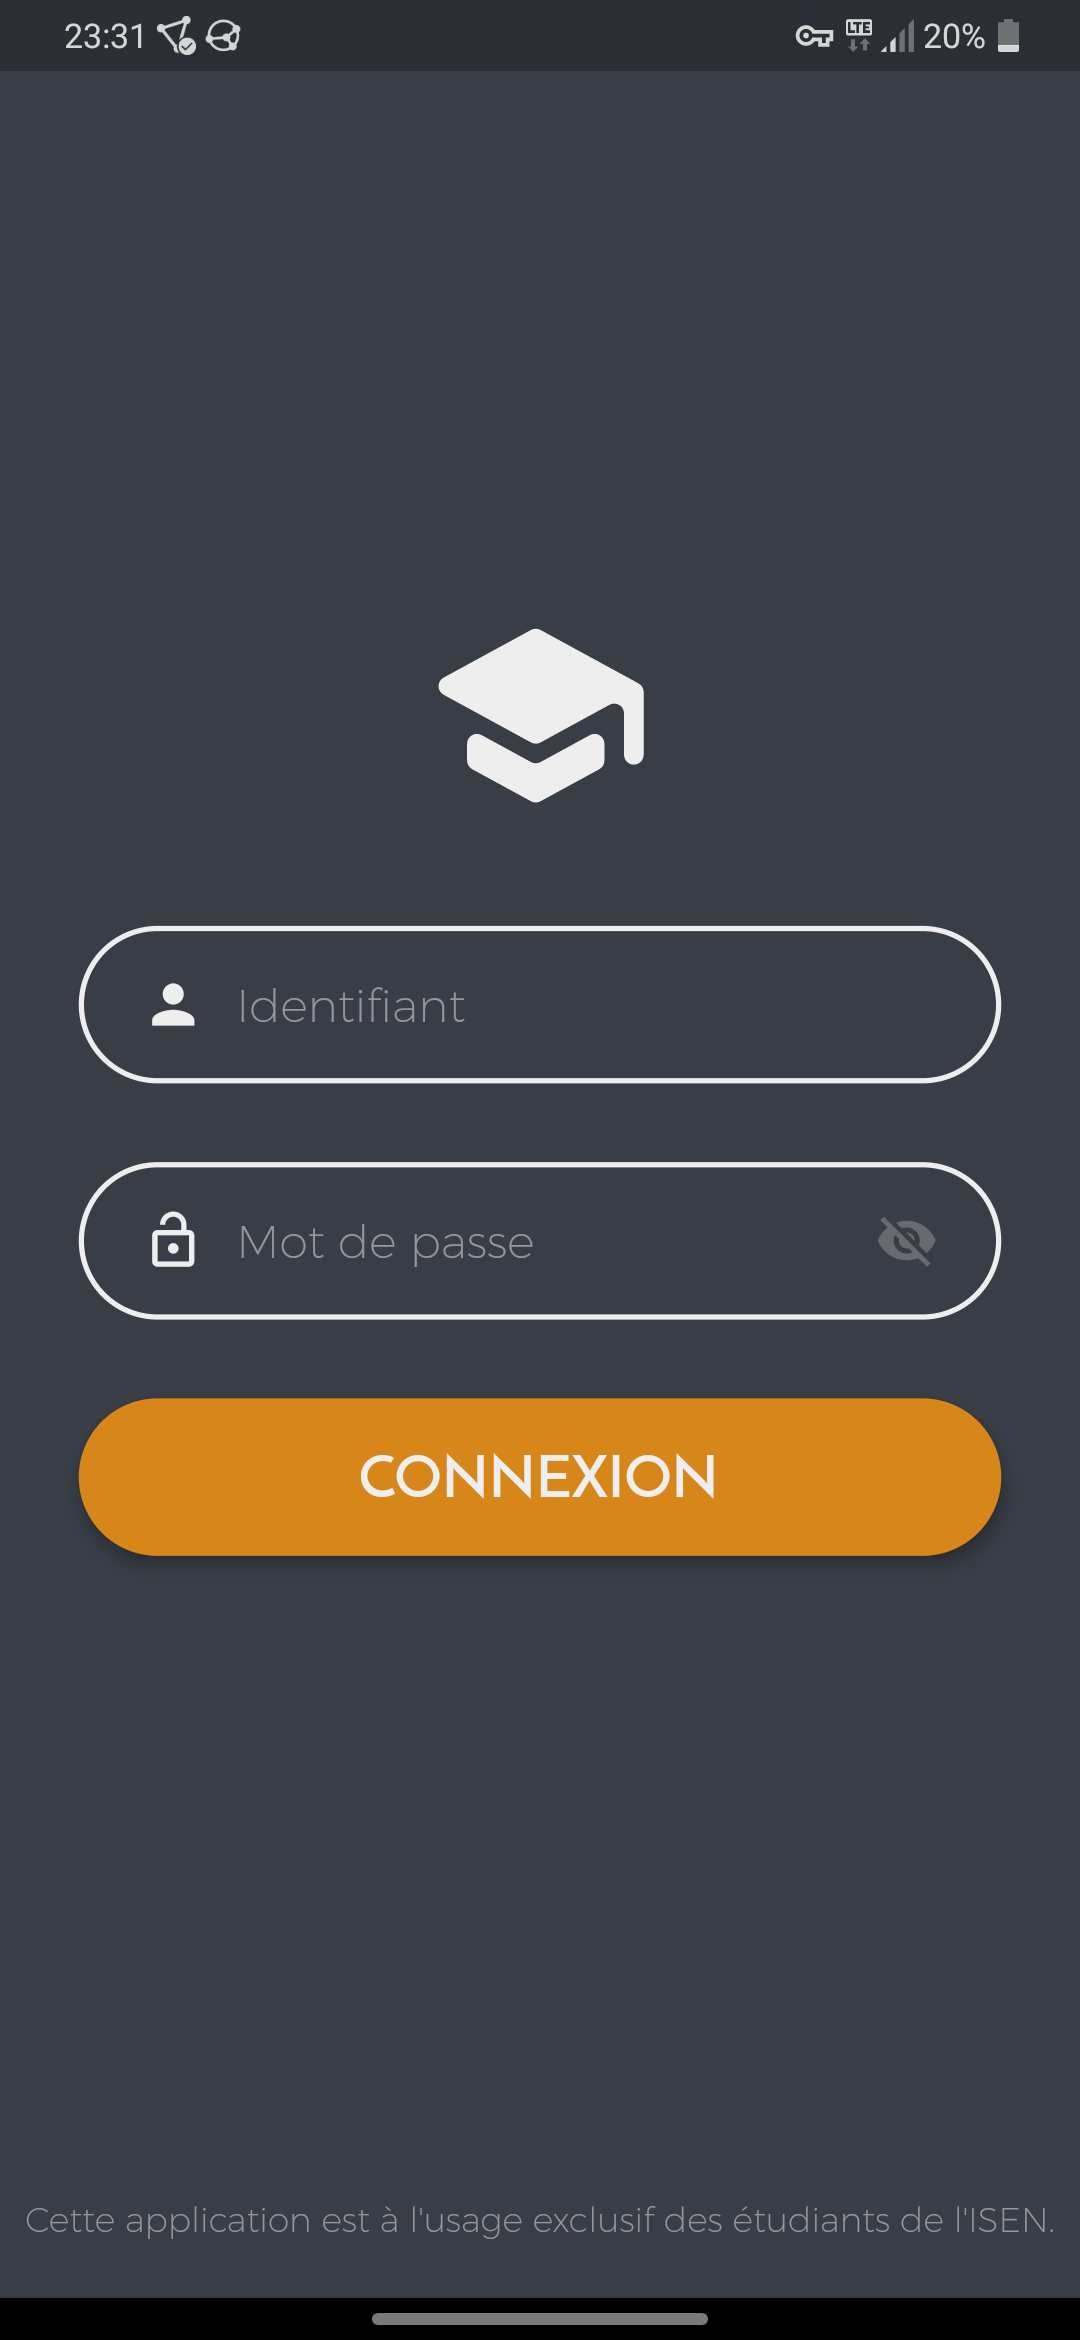 23:31 LTE 20%
Identifiant
Mot de passe
CONNEXION
Cette application est à l'usage exclusif des étudiants de l'ISEN.